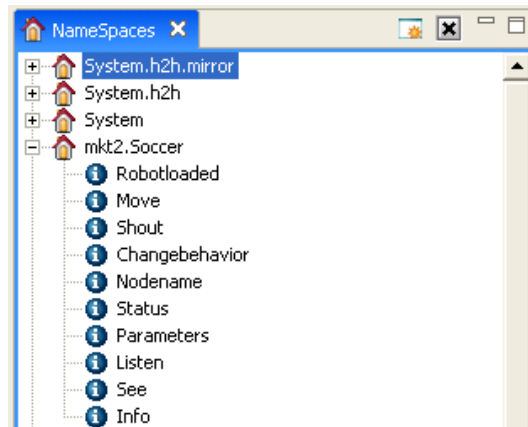 NameSpaces
System.h2h.mirror
System.h2h
System
mkt2.Soccer
Robotloaded
Move
Shout
Changebehavior
Nodename
Status
Parameters
Listen
See
Info